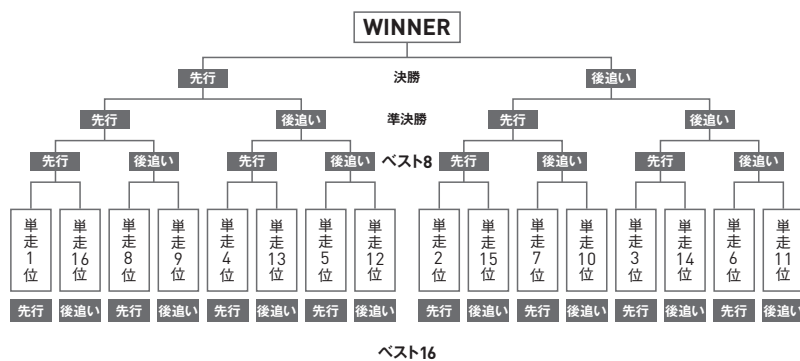 WINNER
先行 決勝 後追い
先行 後追い 準決勝 先行 後追い
先行 後追い 先行 後追い ベスト8 先行 後追い 先行 後追い
単走1位 単走16位 単走8位 単走9位 単走4位 単走13位 単走5位 単走12位 単走2位 単走15位 単走7位 単走10位 単走3位 単走14位 単走6位 単走11位
先行 後追い 先行 後追い 先行 後追い 先行 後追い 先行 後追い 先行 後追い 先行 後追い 先行 後追い
ベスト16